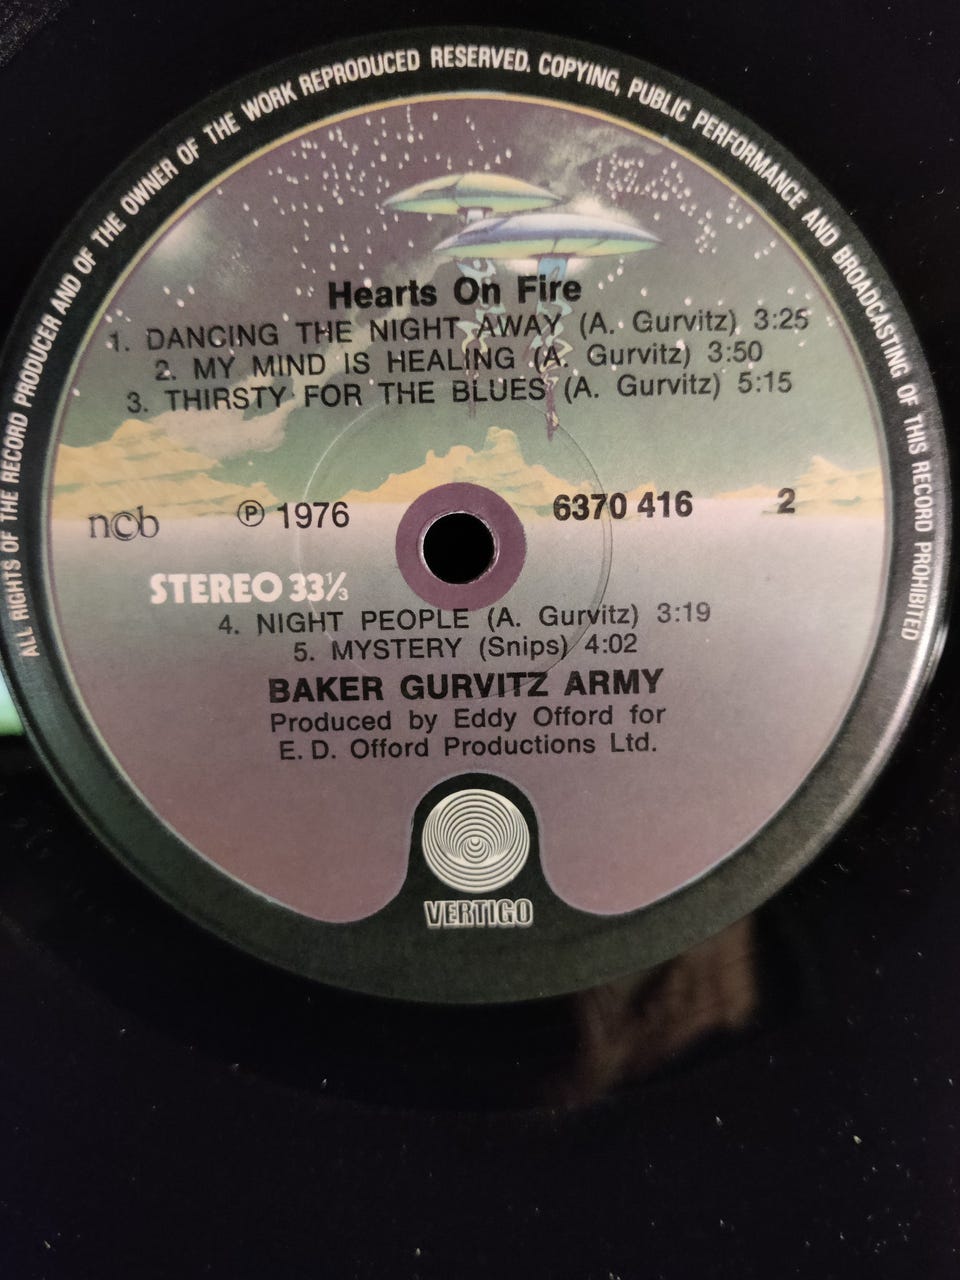 ALL RIGHTS OF THE RECORD PRODUCER AND OF THE OWNER OF THE WORK REPRODUCED RESERVED. COPYING, PUBLIC PERFORMANCE AND BROADCASTING OF THIS RECORD PROHIBITED
Hearts On Fire
1. DANCING THE NIGHT AWAY (A. Gurvitz) 3:25
2. MY MIND IS HEALING (A. Gurvitz) 3:50
3. THIRSTY FOR THE BLUES (A. Gurvitz) 5:15
ncb ℗ 1976 6370 416 2
STEREO 33⅓
4. NIGHT PEOPLE (A. Gurvitz) 3:19
5. MYSTERY (Snips) 4:02
BAKER GURVITZ ARMY
Produced by Eddy Offord for
E. D. Offord Productions Ltd.
VERTIGO